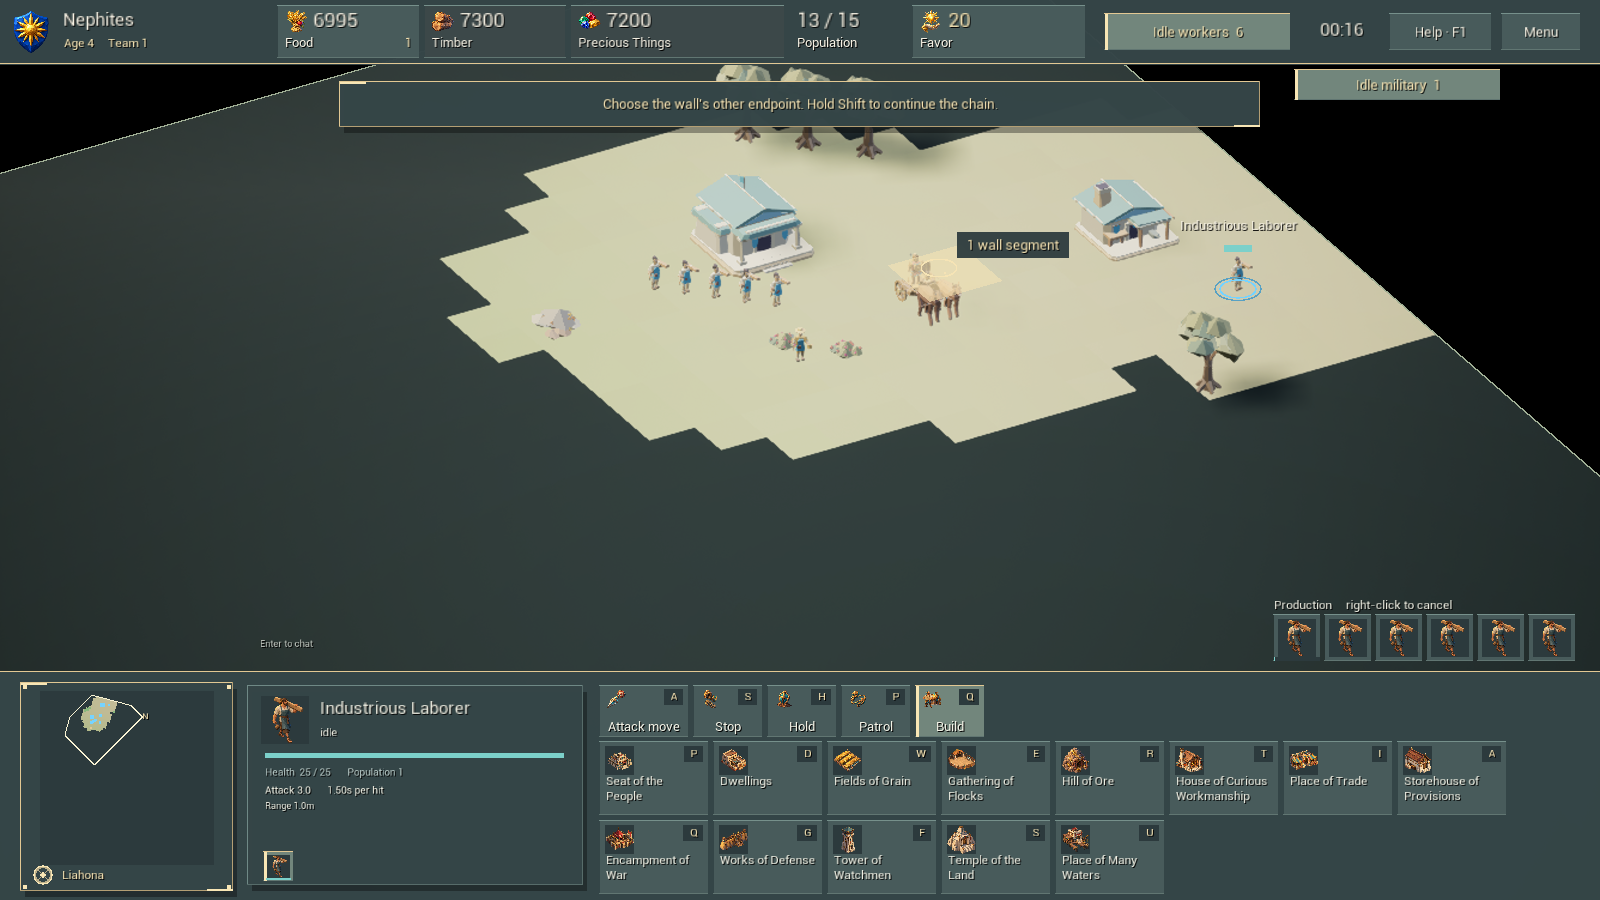 Nephites
Age 4 Team 1
6995
Food 1
7300
Timber
7200
Precious Things
13 / 15
Population
20
Favor
Idle workers 6
00:16
Help · F1
Menu
Idle military 1
Choose the wall's other endpoint. Hold Shift to continue the chain.
Industrious Laborer
1 wall segment
Production right-click to cancel
Enter to chat
N
Liahona
Industrious Laborer
idle
Health 25 / 25 Population 1
Attack 3.0 1.50s per hit
Range 1.0m
A
Attack move
S
Stop
H
Hold
P
Patrol
Q
Build
P
Seat of the
People
D
Dwellings
W
Fields of Grain
E
Gathering of
Flocks
R
Hill of Ore
T
House of Curious
Workmanship
I
Place of Trade
A
Storehouse of
Provisions
Q
Encampment of
War
G
Works of Defense
F
Tower of
Watchmen
S
Temple of the
Land
U
Place of Many
Waters